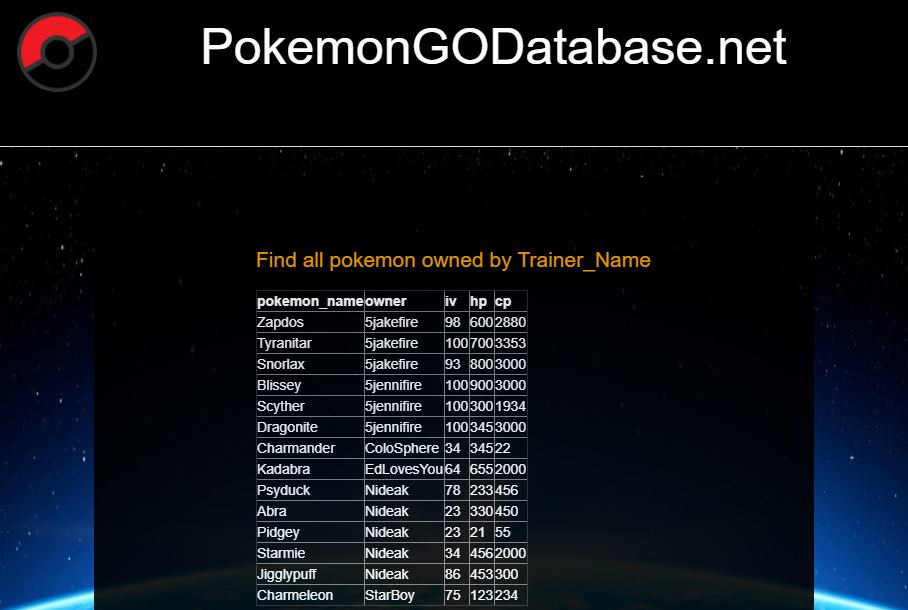 PokemonGODatabase.net
Find all pokemon owned by Trainer_Name
pokemon_name owner iv hp cp
Zapdos 5jakefire 98 600 2880
Tyranitar 5jakefire 100 700 3353
Snorlax 5jakefire 93 800 3000
Blissey 5jennifire 100 900 3000
Scyther 5jennifire 100 300 1934
Dragonite 5jennifire 100 345 3000
Charmander ColoSphere 34 345 22
Kadabra EdLovesYou 64 655 2000
Psyduck Nideak 78 233 456
Abra Nideak 23 330 450
Pidgey Nideak 23 21 55
Starmie Nideak 34 456 2000
Jigglypuff Nideak 86 453 300
Charmeleon StarBoy 75 123 234